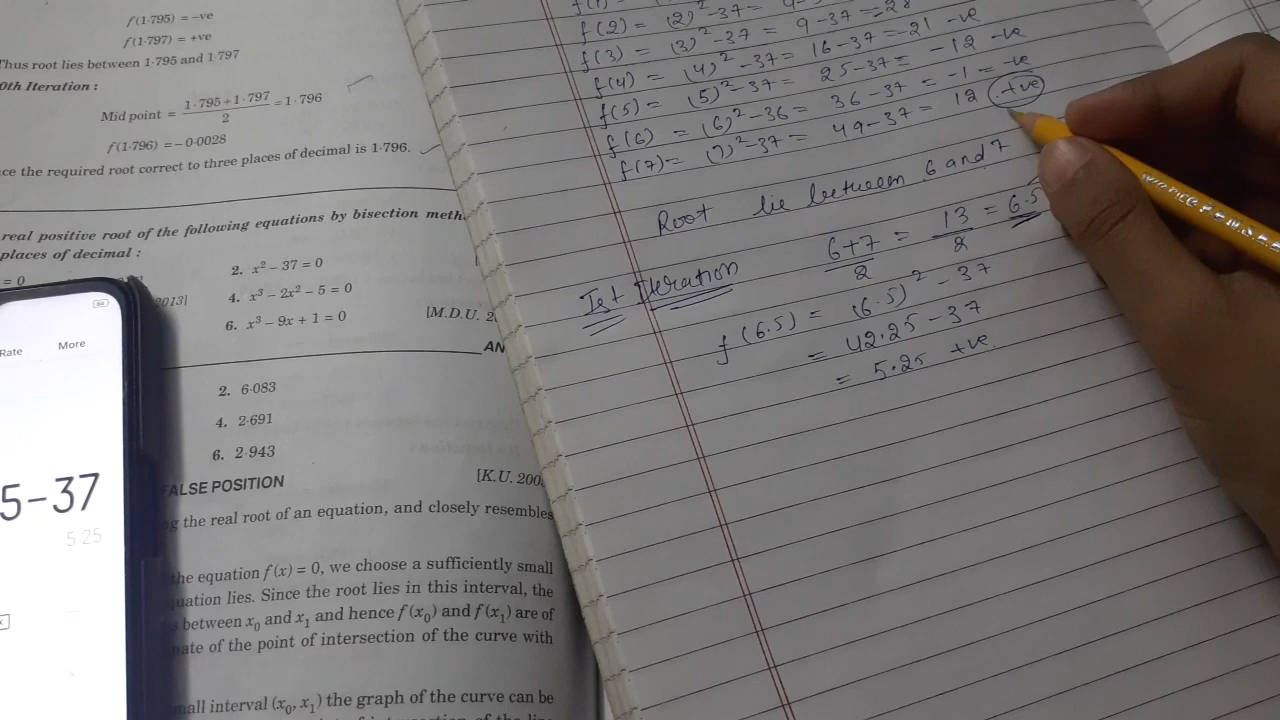 f(1·795) = –ve
f(1·797) = +ve
Thus root lies between 1·795 and 1·797
0th Iteration :
Mid point = 1·795 + 1·797 / 2 = 1·796
f(1·796) = – 0·0028
ce the required root correct to three places of decimal is 1·796.
real positive root of the following equations by bisection meth
places of decimal :
= 0
2. x² – 37 = 0
2013]
4. x³ – 2x² – 5 = 0
6. x³ – 9x + 1 = 0
[M.D.U. 2
AN
2. 6·083
4. 2·691
6. 2·943
FALSE POSITION
[K.U. 200
g the real root of an equation, and closely resembles
the equation f(x) = 0, we choose a sufficiently small
quation lies. Since the root lies in this interval, the
between x₀ and x₁ and hence f(x₀) and f(x₁) are of
nate of the point of intersection of the curve with
mall interval (x₀, x₁) the graph of the curve can be
Rate More
5–37
5.25
f(2) = (2)²-37 = 4-
f(3) = (3)²-37 = 9-37 = -28
f(4) = (4)²-37 = 16-37 = -21 -ve
f(5) = (5)²-37 = 25-37 = -12 -ve
f(6) = (6)²-36 = 36-37 = -1 = -ve
f(7) = (7)²-37 = 49-37 = 12 +ve
Root lie between 6 and 7
Ist Iteration 6+7 / 2 = 13 / 2 = 6.5
f(6.5) = (6.5)² - 37
= 42.25 - 37
= 5.25 +ve